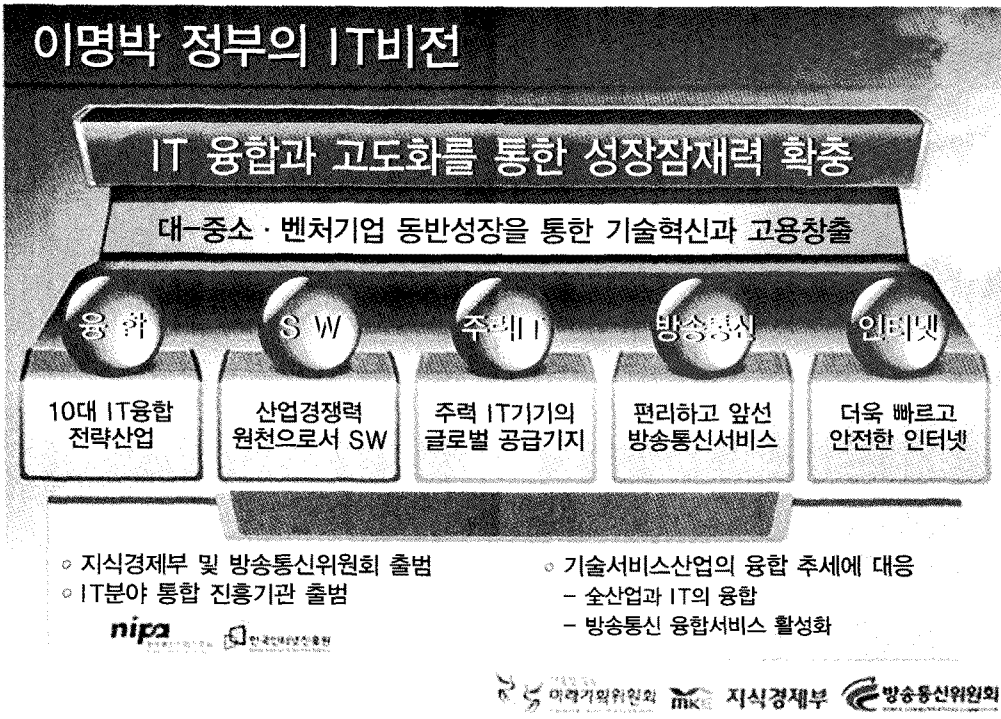 이명박 정부의 IT비전
IT 융합과 고도화를 통한 성장잠재력 확충
대-중소 · 벤처기업 동반성장을 통한 기술혁신과 고용창출
융 합
S W
주력IT
방송통신
인터넷
10대 IT융합
전략산업
산업경쟁력
원천으로서 SW
주력 IT기기의
글로벌 공급기지
편리하고 앞선
방송통신서비스
더욱 빠르고
안전한 인터넷
○ 지식경제부 및 방송통신위원회 출범
○ IT분야 통합 진흥기관 출범
nipa
한국인터넷진흥원
○ 기술서비스산업의 융합 추세에 대응
- 全산업과 IT의 융합
- 방송통신 융합서비스 활성화
미래기획위원회
MKE 지식경제부
방송통신위원회